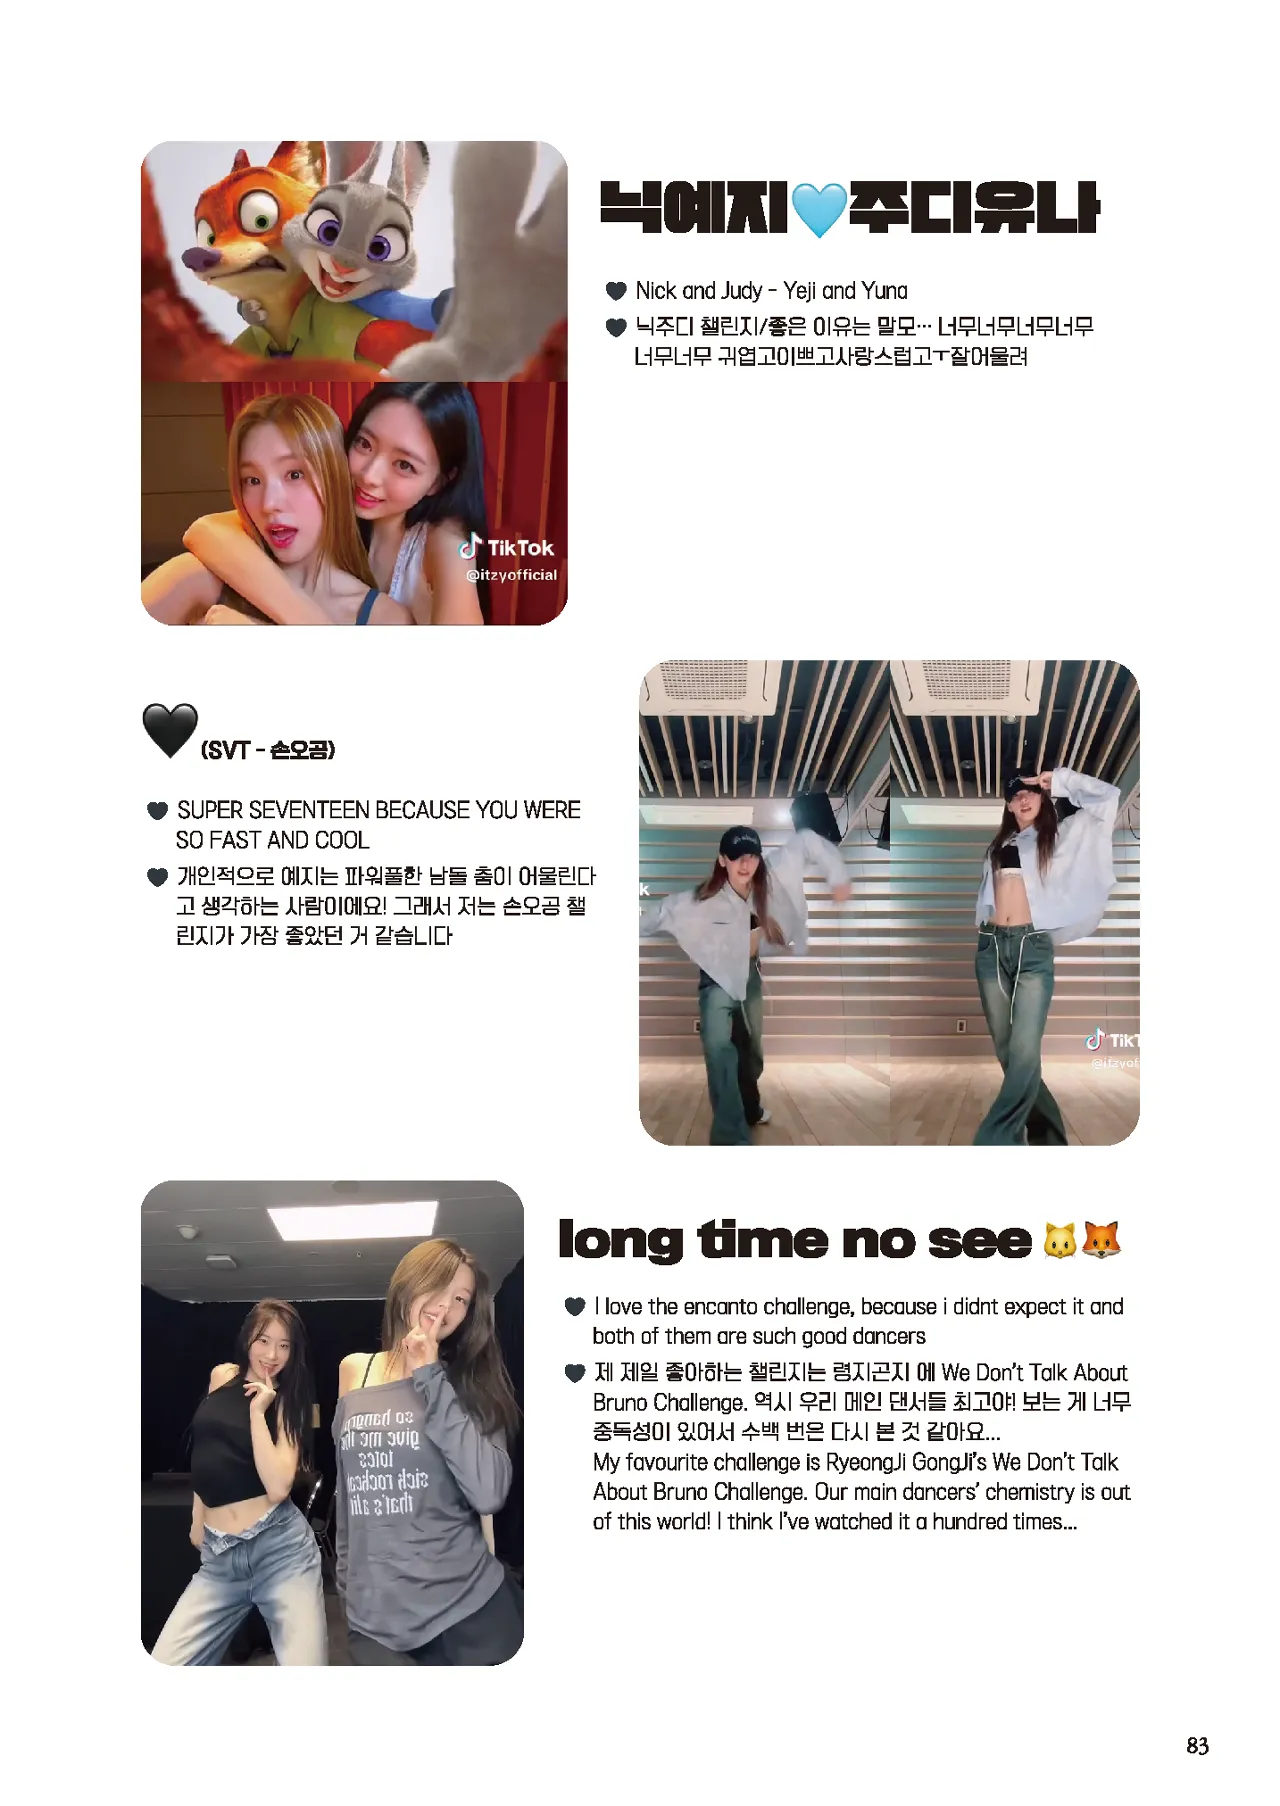 닉예지🩵주디유나
🖤 Nick and Judy - Yeji and Yuna
🖤 닉주디 챌린지/좋은 이유는 말모… 너무너무너무너무
너무너무 귀엽고이쁘고사랑스럽고ㅜ잘어울려
TikTok
@itzyofficial
🖤(SVT - 손오공)
🖤 SUPER SEVENTEEN BECAUSE YOU WERE
SO FAST AND COOL
🖤 개인적으로 예지는 파워풀한 남돌 춤이 어울린다
고 생각하는 사람이에요! 그래서 저는 손오공 챌
린지가 가장 좋았던 거 같습니다
k
TikT
@itzyof
long time no see 🐱🦊
🖤 I love the encanto challenge, because i didnt expect it and
both of them are such good dancers
🖤 제 제일 좋아하는 챌린지는 령지곤지 에 We Don't Talk About
Bruno Challenge. 역시 우리 메인 댄서들 최고야! 보는 게 너무
중독성이 있어서 수백 번은 다시 본 것 같아요...
My favourite challenge is RyeongJi GongJi's We Don't Talk
About Bruno Challenge. Our main dancers' chemistry is out
of this world! I think I've watched it a hundred times...
so hangry
give me the
totes
sick rockchic
that's a lit
83